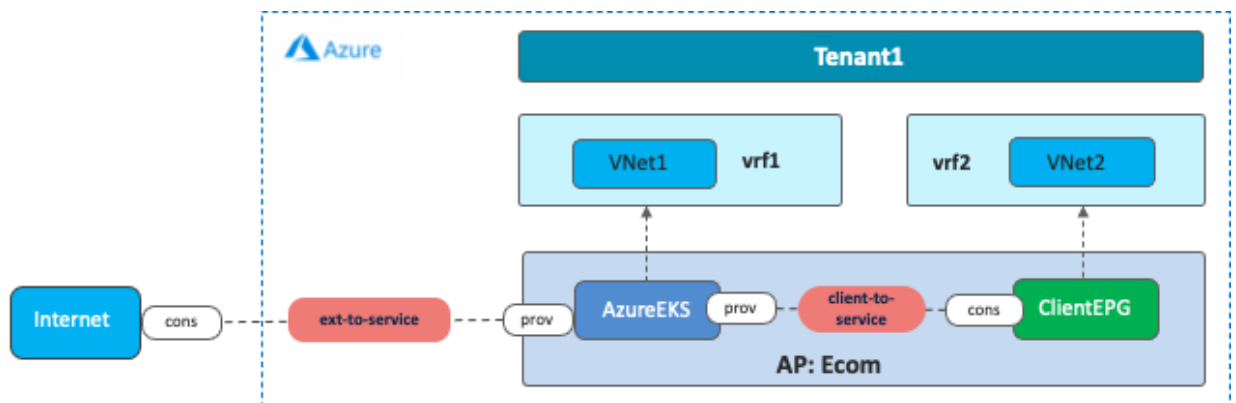 Azure
Tenant1
VNet1
vrf1
vrf2
VNet2
Internet
cons
ext-to-service
prov
AzureEKS
prov
client-to-
service
cons
ClientEPG
AP: Ecom